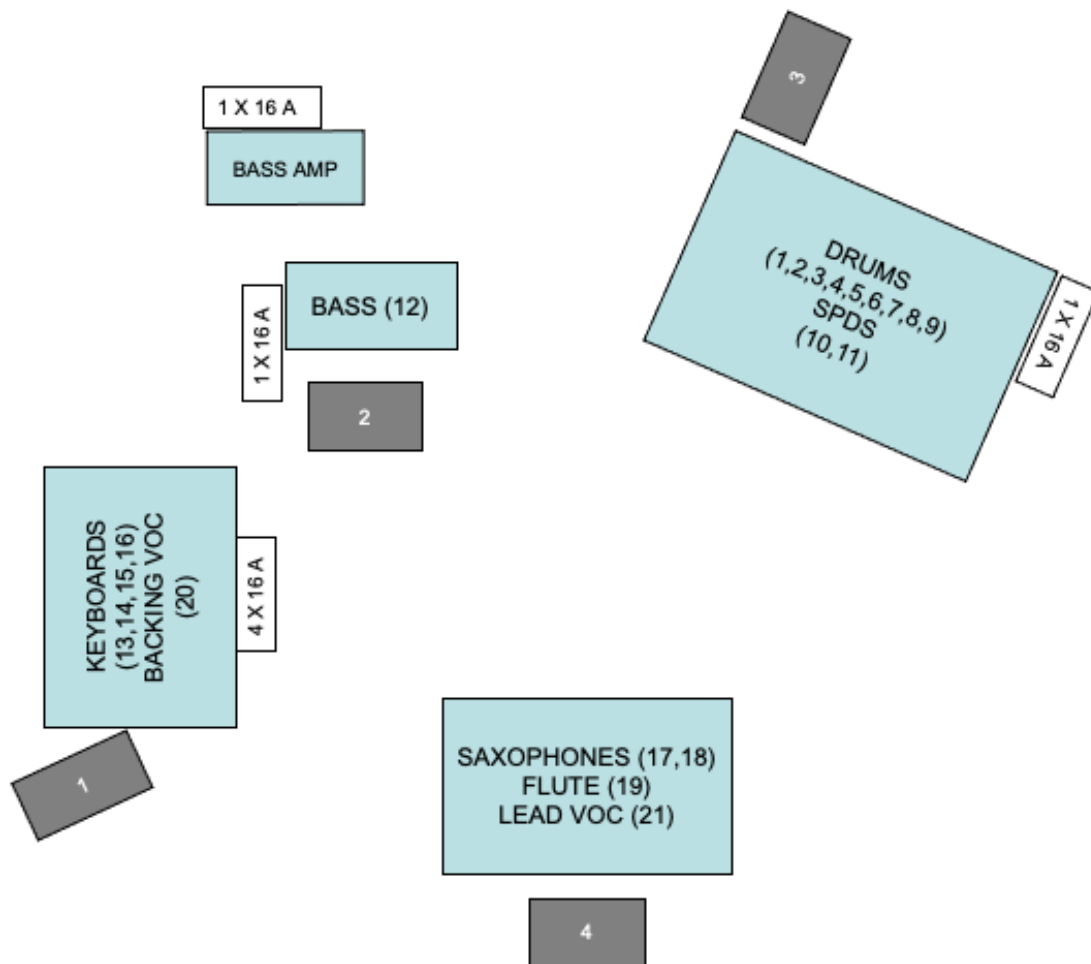 3
1 X 16 A
BASS AMP
DRUMS
(1,2,3,4,5,6,7,8,9)
SPDS
(10,11)
1 X 16 A
BASS (12)
1 X 16 A
2
KEYBOARDS
(13,14,15,16)
BACKING VOC
(20)
4 X 16 A
1
SAXOPHONES (17,18)
FLUTE (19)
LEAD VOC (21)
4